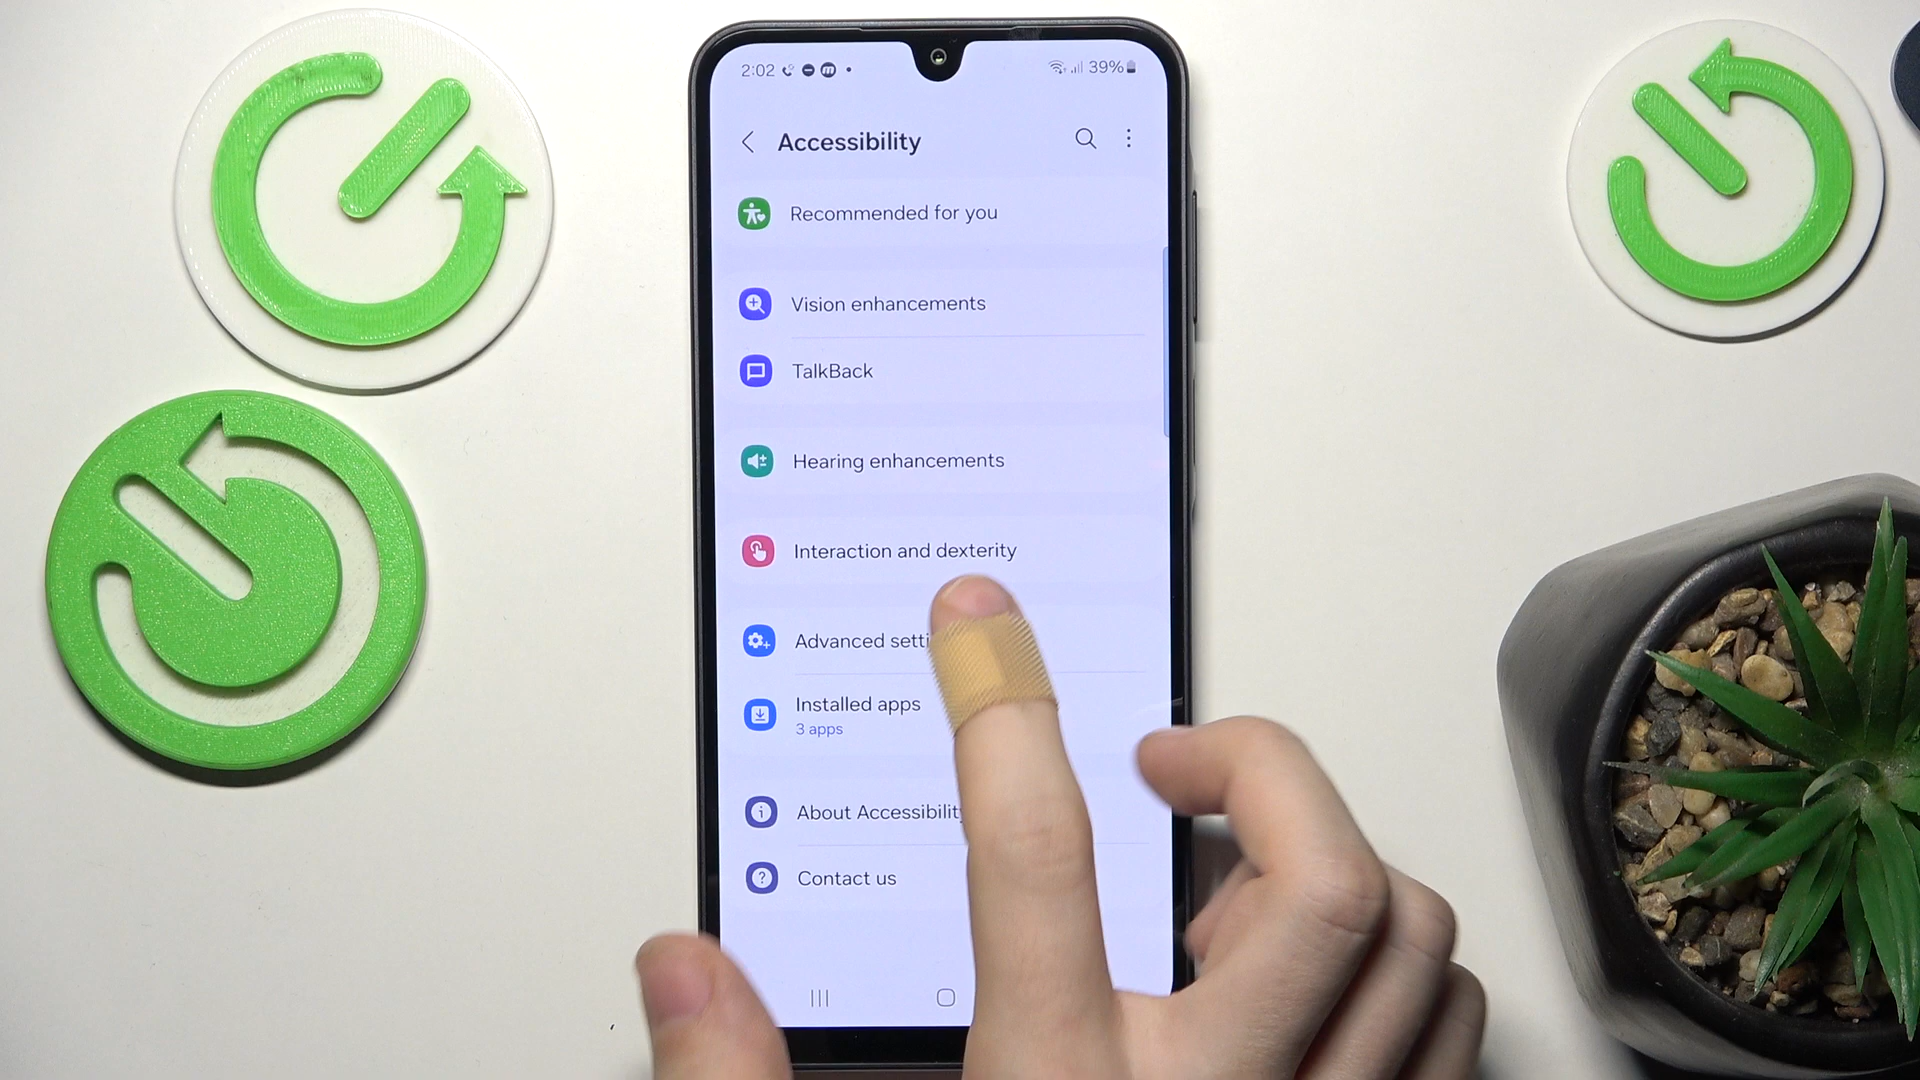 2:02
39%
Accessibility
Recommended for you
Vision enhancements
TalkBack
Hearing enhancements
Interaction and dexterity
Advanced setti
Installed apps
3 apps
About Accessibility
Contact us